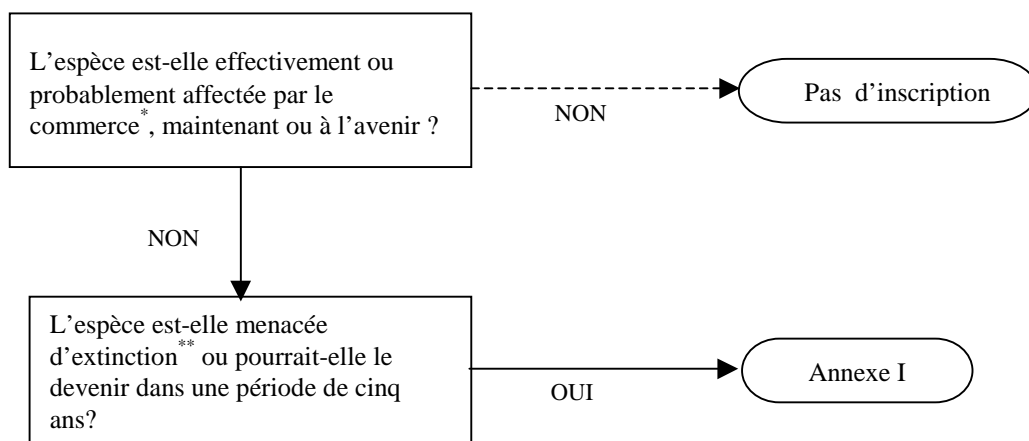 L'espèce est-elle effectivement ou
probablement affectée par le
commerce*, maintenant ou à l'avenir ?
NON
Pas d'inscription
NON
L'espèce est-elle menacée
d'extinction** ou pourrait-elle le
devenir dans une période de cinq
ans?
OUI
Annexe I